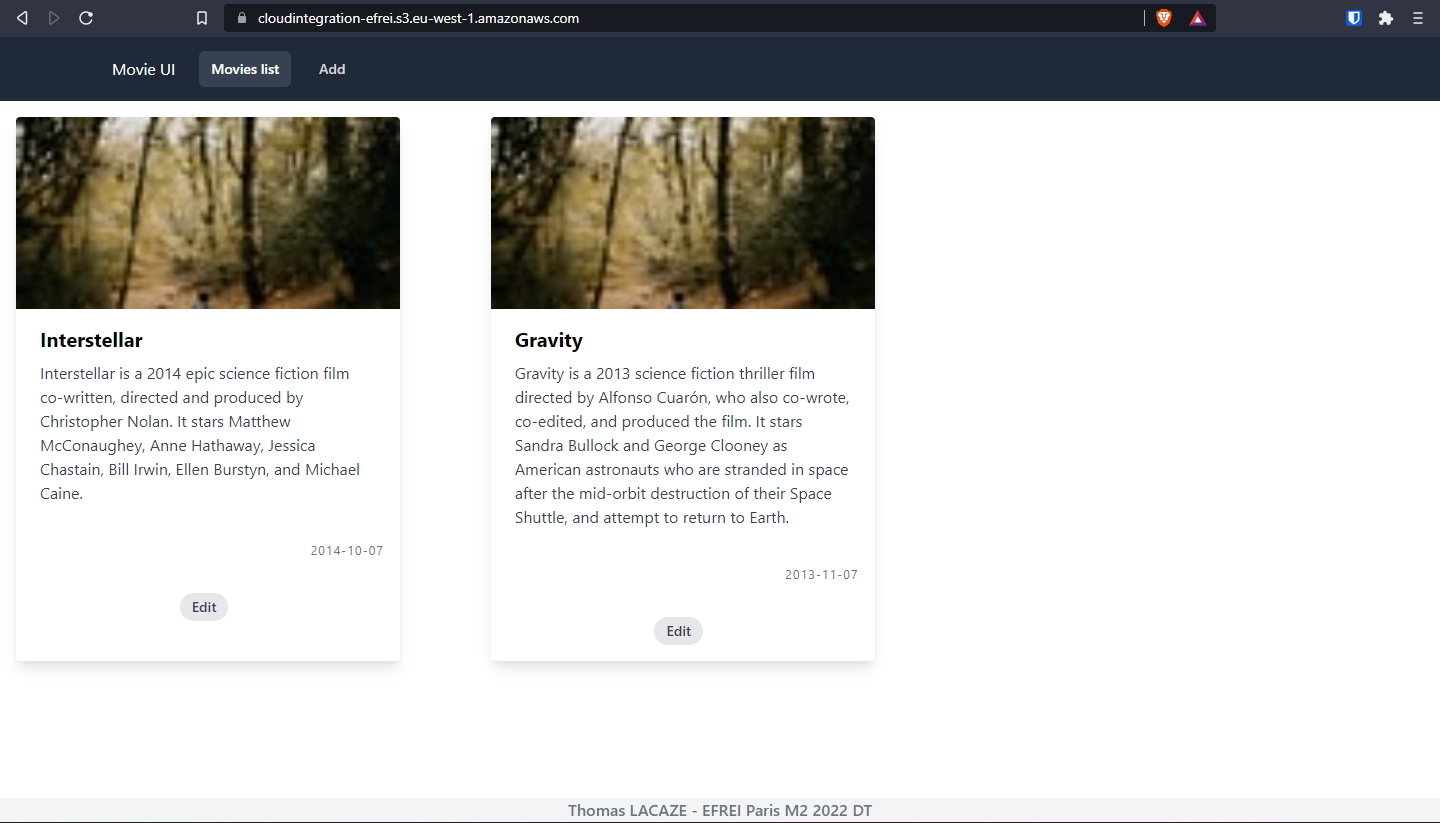 cloudintegration-efrei.s3.eu-west-1.amazonaws.com
Movie UI Movies list Add
Interstellar
Interstellar is a 2014 epic science fiction film
co-written, directed and produced by
Christopher Nolan. It stars Matthew
McConaughey, Anne Hathaway, Jessica
Chastain, Bill Irwin, Ellen Burstyn, and Michael
Caine.
2014-10-07
Edit
Gravity
Gravity is a 2013 science fiction thriller film
directed by Alfonso Cuarón, who also co-wrote,
co-edited, and produced the film. It stars
Sandra Bullock and George Clooney as
American astronauts who are stranded in space
after the mid-orbit destruction of their Space
Shuttle, and attempt to return to Earth.
2013-11-07
Edit
Thomas LACAZE - EFREI Paris M2 2022 DT